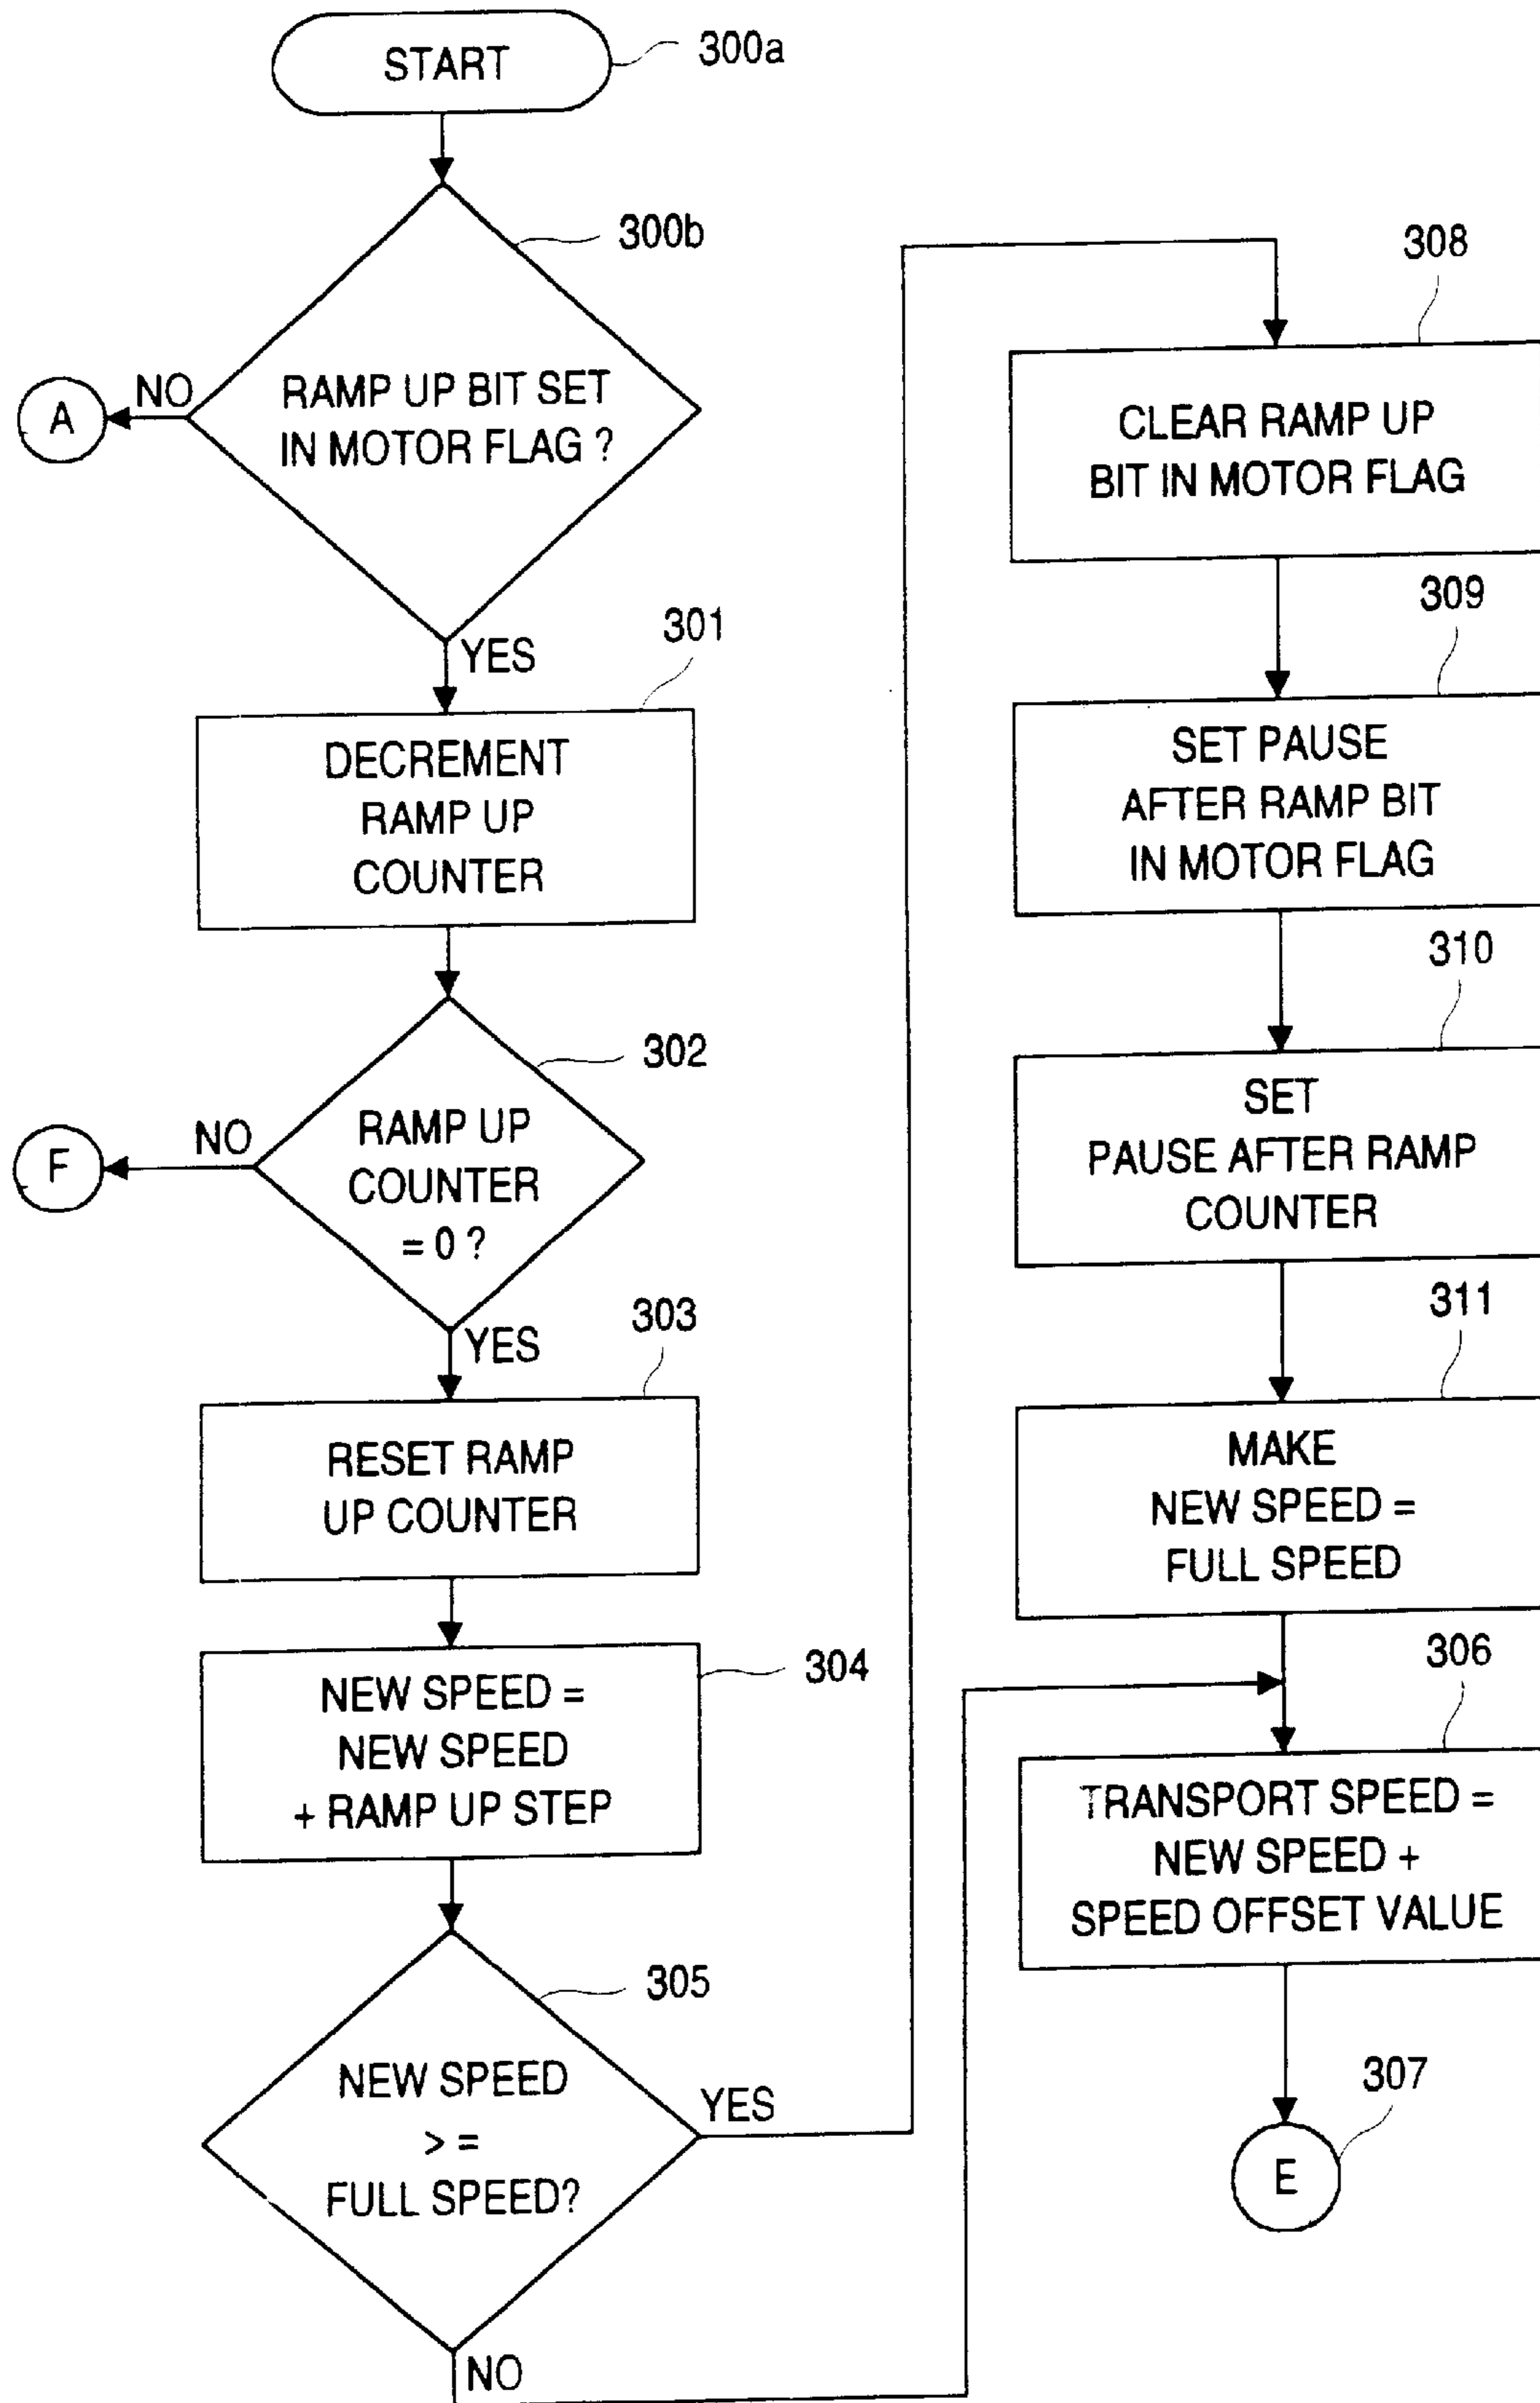 START
300a
300b
RAMP UP BIT SET
IN MOTOR FLAG ?
NO
A
YES
301
DECREMENT
RAMP UP
COUNTER
302
RAMP UP
COUNTER
= 0 ?
NO
F
YES
303
RESET RAMP
UP COUNTER
304
NEW SPEED =
NEW SPEED
+ RAMP UP STEP
305
NEW SPEED
> =
FULL SPEED?
YES
NO
308
CLEAR RAMP UP
BIT IN MOTOR FLAG
309
SET PAUSE
AFTER RAMP BIT
IN MOTOR FLAG
310
SET
PAUSE AFTER RAMP
COUNTER
311
MAKE
NEW SPEED =
FULL SPEED
306
TRANSPORT SPEED =
NEW SPEED +
SPEED OFFSET VALUE
307
E